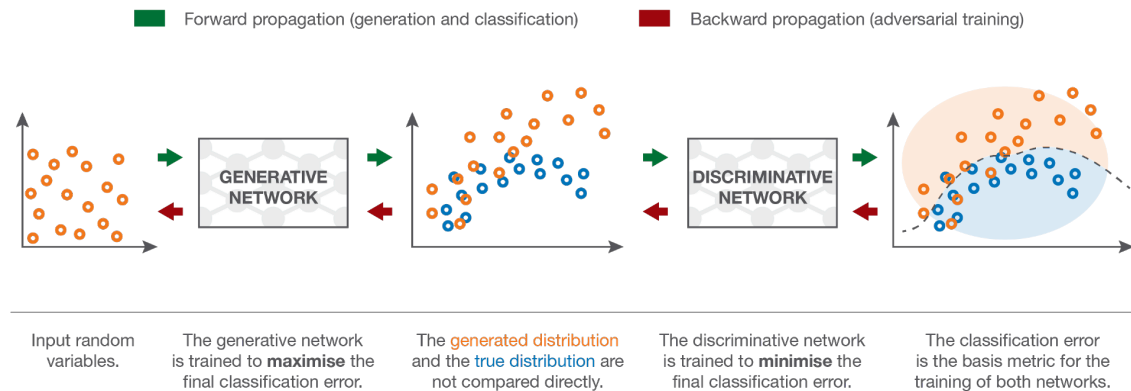 Forward propagation (generation and classification)
Backward propagation (adversarial training)
GENERATIVE
NETWORK
DISCRIMINATIVE
NETWORK
Input random
variables.
The generative network
is trained to maximise the
final classification error.
The generated distribution
and the true distribution are
not compared directly.
The discriminative network
is trained to minimise the
final classification error.
The classification error
is the basis metric for the
training of both networks.